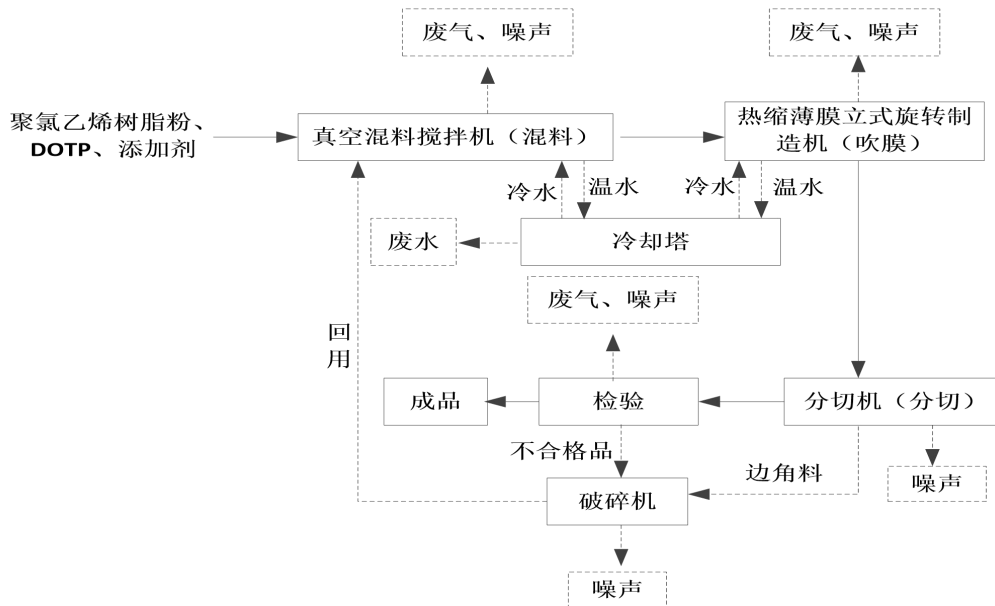 废气、噪声
废气、噪声
聚氯乙烯树脂粉、
DOTP、添加剂
真空混料搅拌机（混料）
热缩薄膜立式旋转制
造机（吹膜）
冷水
温水
冷水
温水
废水
冷却塔
废气、噪声
回
用
成品
检验
分切机（分切）
不合格品
边角料
噪声
破碎机
噪声